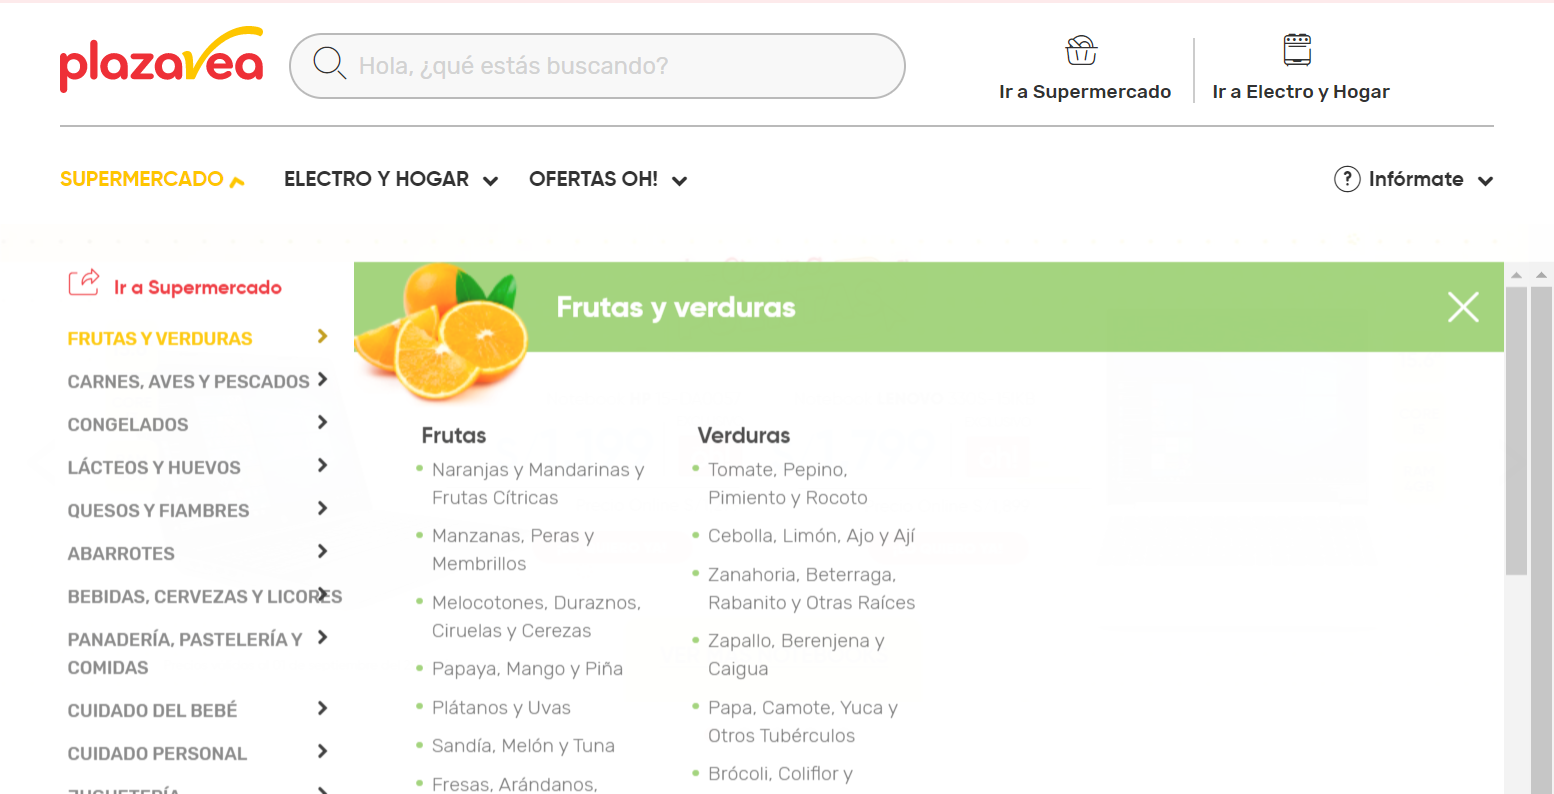 plazavea
Hola, ¿qué estás buscando?
Ir a Supermercado
Ir a Electro y Hogar
SUPERMERCADO
ELECTRO Y HOGAR
OFERTAS OH!
? Infórmate
Ir a Supermercado
FRUTAS Y VERDURAS
CARNES, AVES Y PESCADOS
CONGELADOS
LÁCTEOS Y HUEVOS
QUESOS Y FIAMBRES
ABARROTES
BEBIDAS, CERVEZAS Y LICORES
PANADERÍA, PASTELERÍA Y
COMIDAS
CUIDADO DEL BEBÉ
CUIDADO PERSONAL
JUGUETERÍA
Frutas y verduras
Frutas
Naranjas y Mandarinas y
Frutas Cítricas
Manzanas, Peras y
Membrillos
Melocotones, Duraznos,
Ciruelas y Cerezas
Papaya, Mango y Piña
Plátanos y Uvas
Sandía, Melón y Tuna
Fresas, Arándanos,
Verduras
Tomate, Pepino,
Pimiento y Rocoto
Cebolla, Limón, Ajo y Ají
Zanahoria, Beterraga,
Rabanito y Otras Raíces
Zapallo, Berenjena y
Caigua
Papa, Camote, Yuca y
Otros Tubérculos
Brócoli, Coliflor y